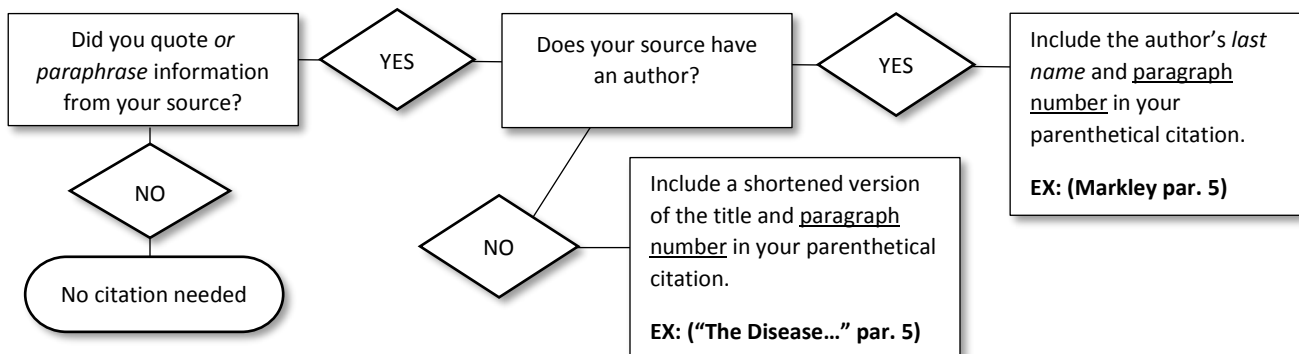 Did you quote or
paraphrase information
from your source?
YES
Does your source have
an author?
YES
Include the author’s last
name and paragraph
number in your
parenthetical citation.
EX: (Markley par. 5)
NO
No citation needed
NO
Include a shortened version
of the title and paragraph
number in your parenthetical
citation.
EX: (“The Disease…” par. 5)